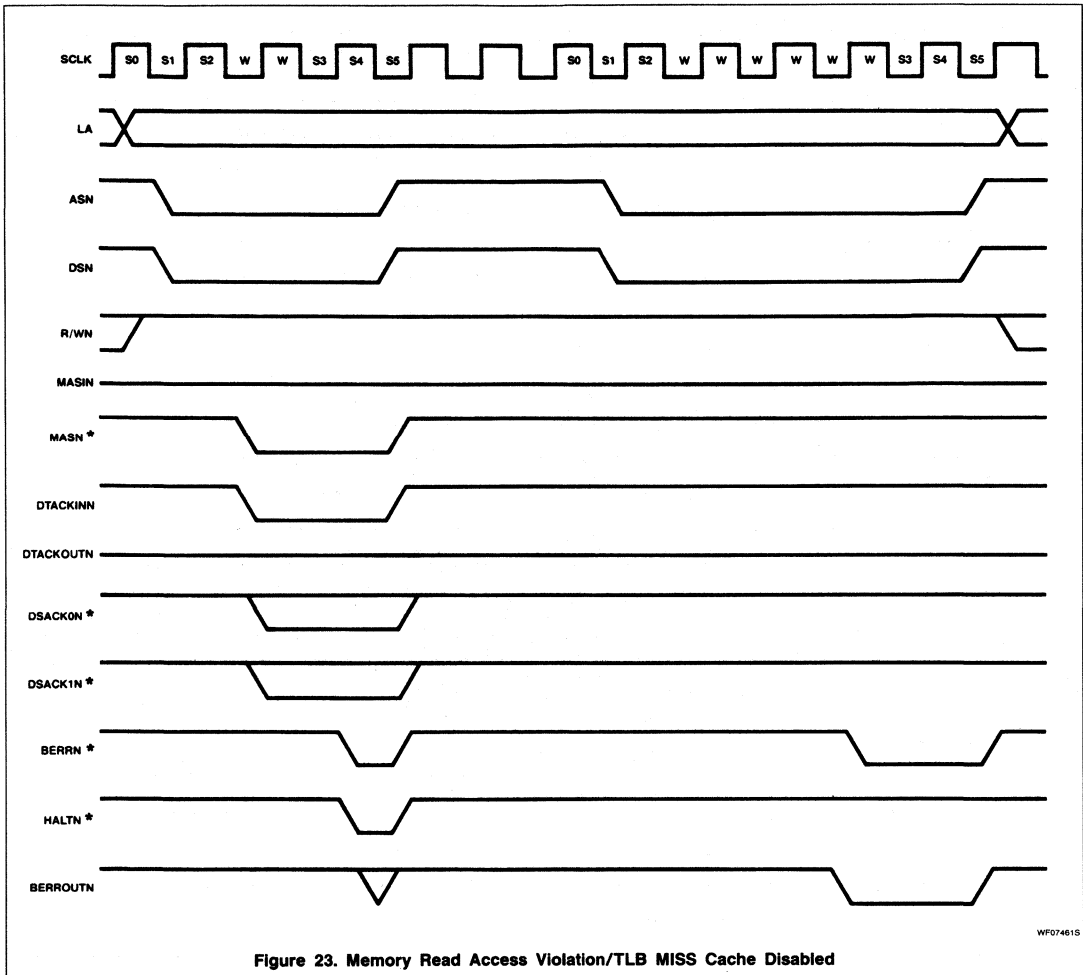 SCLK S0 S1 S2 W W S3 S4 S5 S0 S1 S2 W W W W W W S3 S4 S5
LA
ASN
DSN
R/WN
MASIN
MASN *
DTACKINN
DTACKOUTN
DSACK0N *
DSACK1N *
BERRN *
HALTN *
BERROUTN
WF07461S
Figure 23. Memory Read Access Violation/TLB MISS Cache Disabled